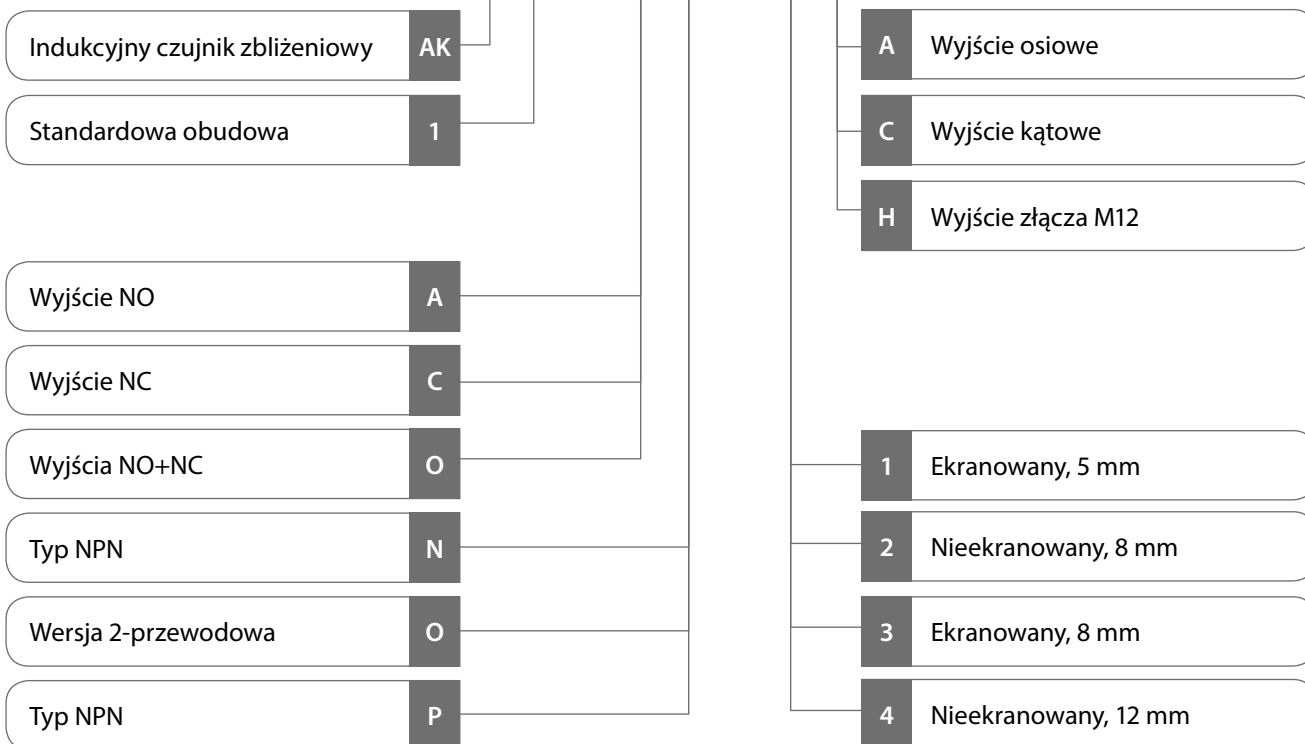 Indukcyjny czujnik zbliżeniowy AK
Standardowa obudowa 1
Wyjście NO A
Wyjście NC C
Wyjścia NO+NC O
Typ NPN N
Wersja 2-przewodowa O
Typ NPN P
A Wyjście osiowe
C Wyjście kątowe
H Wyjście złącza M12
1 Ekranowany, 5 mm
2 Nieekranowany, 8 mm
3 Ekranowany, 8 mm
4 Nieekranowany, 12 mm